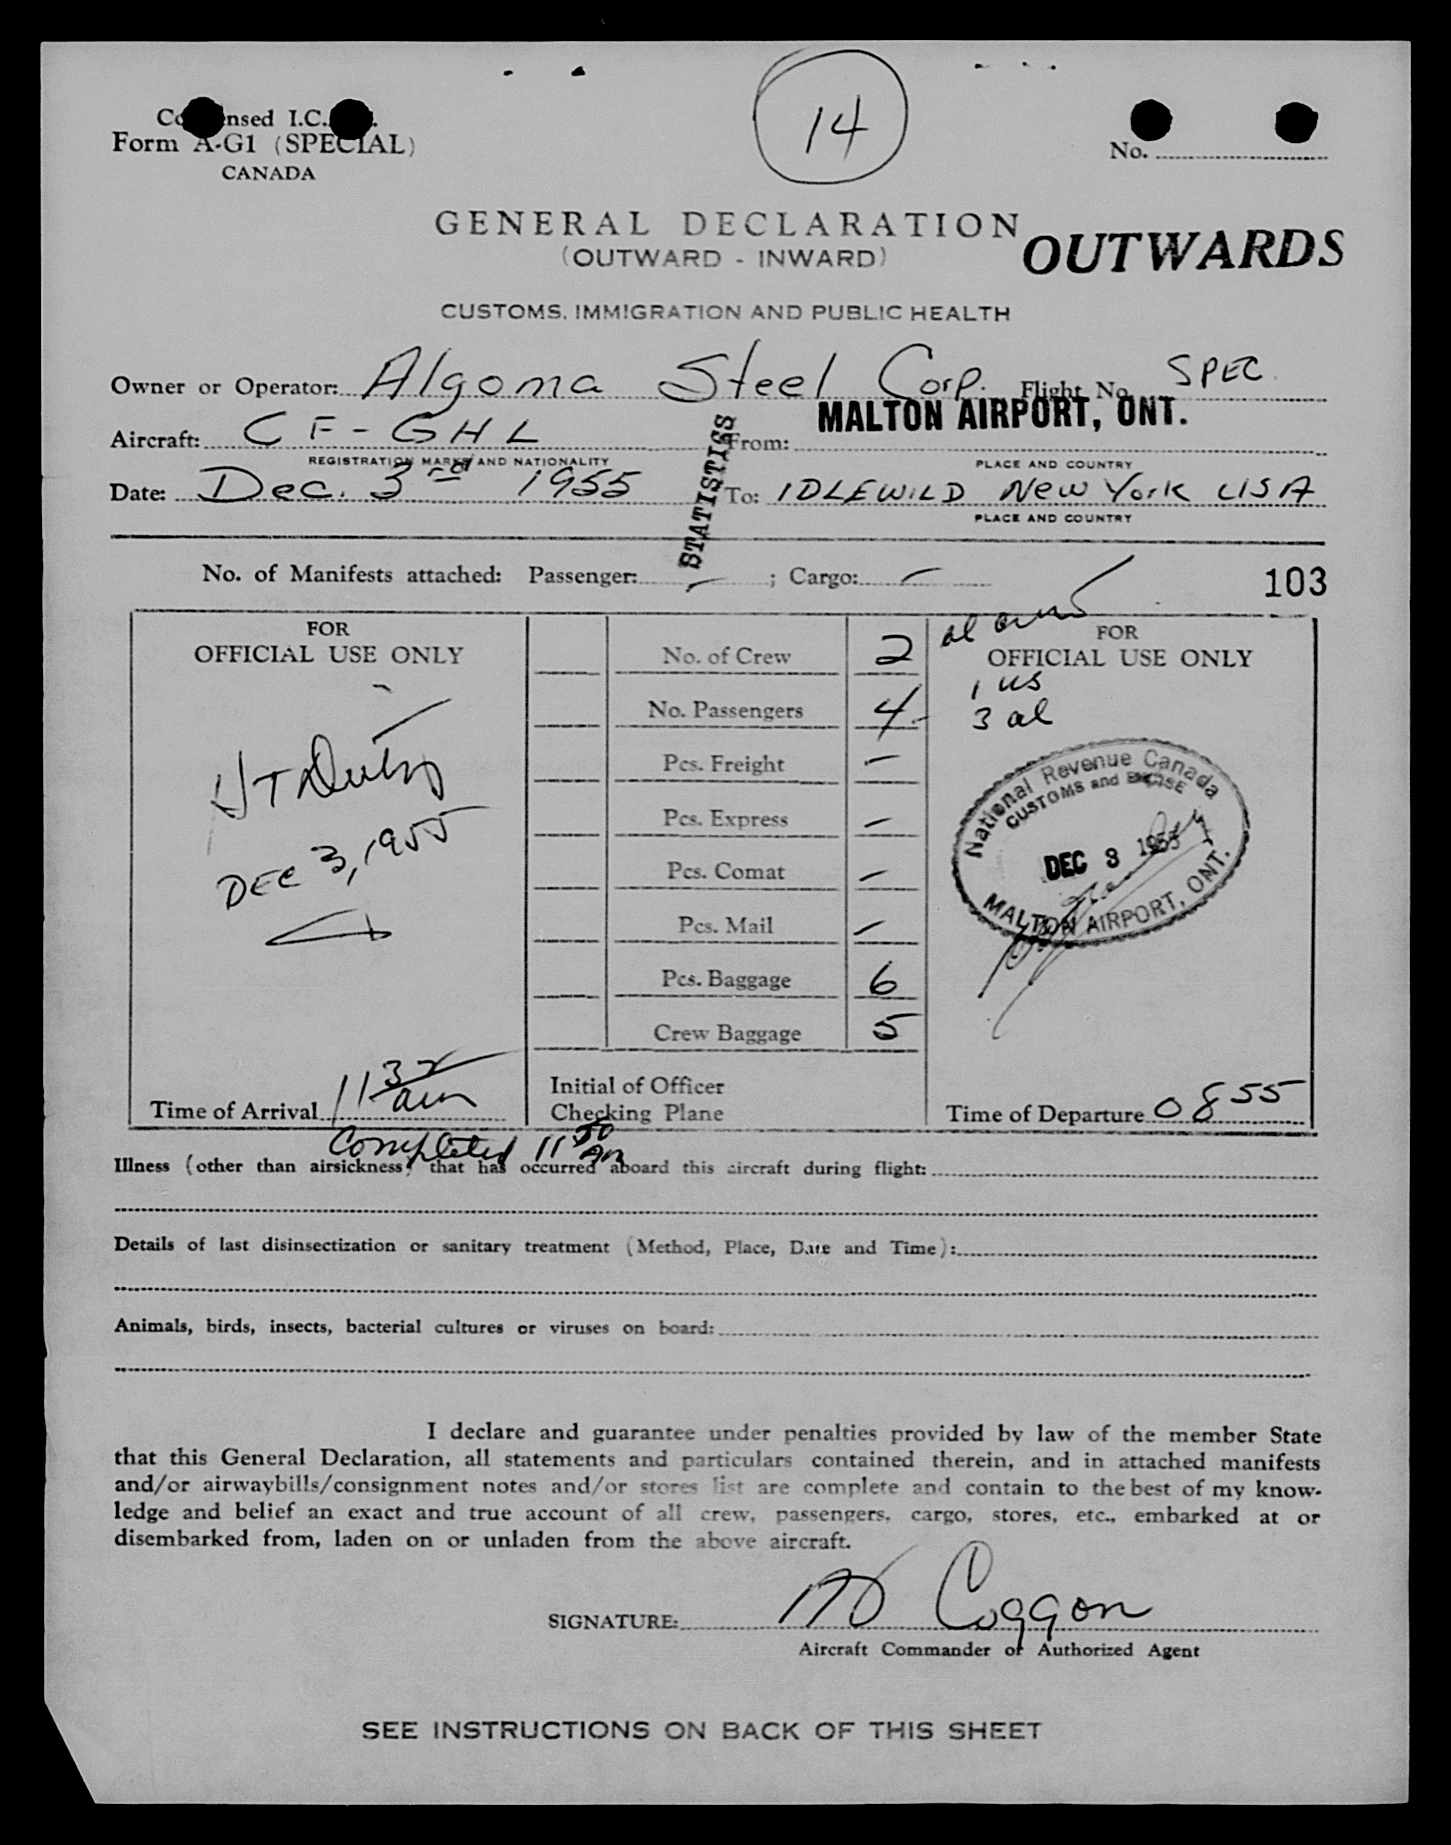 14
Form A-G1 (SPECIAL)
CANADA
No.
GENERAL DECLARATION
(OUTWARD - INWARD)
OUTWARDS
CUSTOMS, IMMIGRATION AND PUBLIC HEALTH
Owner or Operator: Algoma Steel Corp. Flight No. SPEC.
Aircraft: CF-GHL From: MALTON AIRPORT, ONT.
REGISTRATION MARKS AND NATIONALITY PLACE AND COUNTRY
STATISTICS
Date: Dec. 3rd 1955 To: IDLEWILD New York USA
PLACE AND COUNTRY
No. of Manifests attached: Passenger: — ; Cargo: —
103
FOR
OFFICIAL USE ONLY
Dec 3, 1955
Time of Arrival 11 32 am
Completed 11 50 am
No. of Crew 2
No. Passengers 4
Pcs. Freight —
Pcs. Express —
Pcs. Comat —
Pcs. Mail —
Pcs. Baggage 6
Crew Baggage 5
Initial of Officer
Checking Plane
al
FOR
OFFICIAL USE ONLY
1 US
3 al
National Revenue Canada
CUSTOMS and EXCISE
DEC 3 1955
MALTON AIRPORT, ONT.
Time of Departure 0855
Illness (other than airsickness) that has occurred aboard this aircraft during flight:
Details of last disinsectization or sanitary treatment (Method, Place, Date and Time):
Animals, birds, insects, bacterial cultures or viruses on board:
I declare and guarantee under penalties provided by law of the member State
that this General Declaration, all statements and particulars contained therein, and in attached manifests
and/or airwaybills/consignment notes and/or stores list are complete and contain to the best of my know-
ledge and belief an exact and true account of all crew, passengers, cargo, stores, etc., embarked at or
disembarked from, laden on or unladen from the above aircraft.
SIGNATURE: Coggon
Aircraft Commander or Authorized Agent
SEE INSTRUCTIONS ON BACK OF THIS SHEET